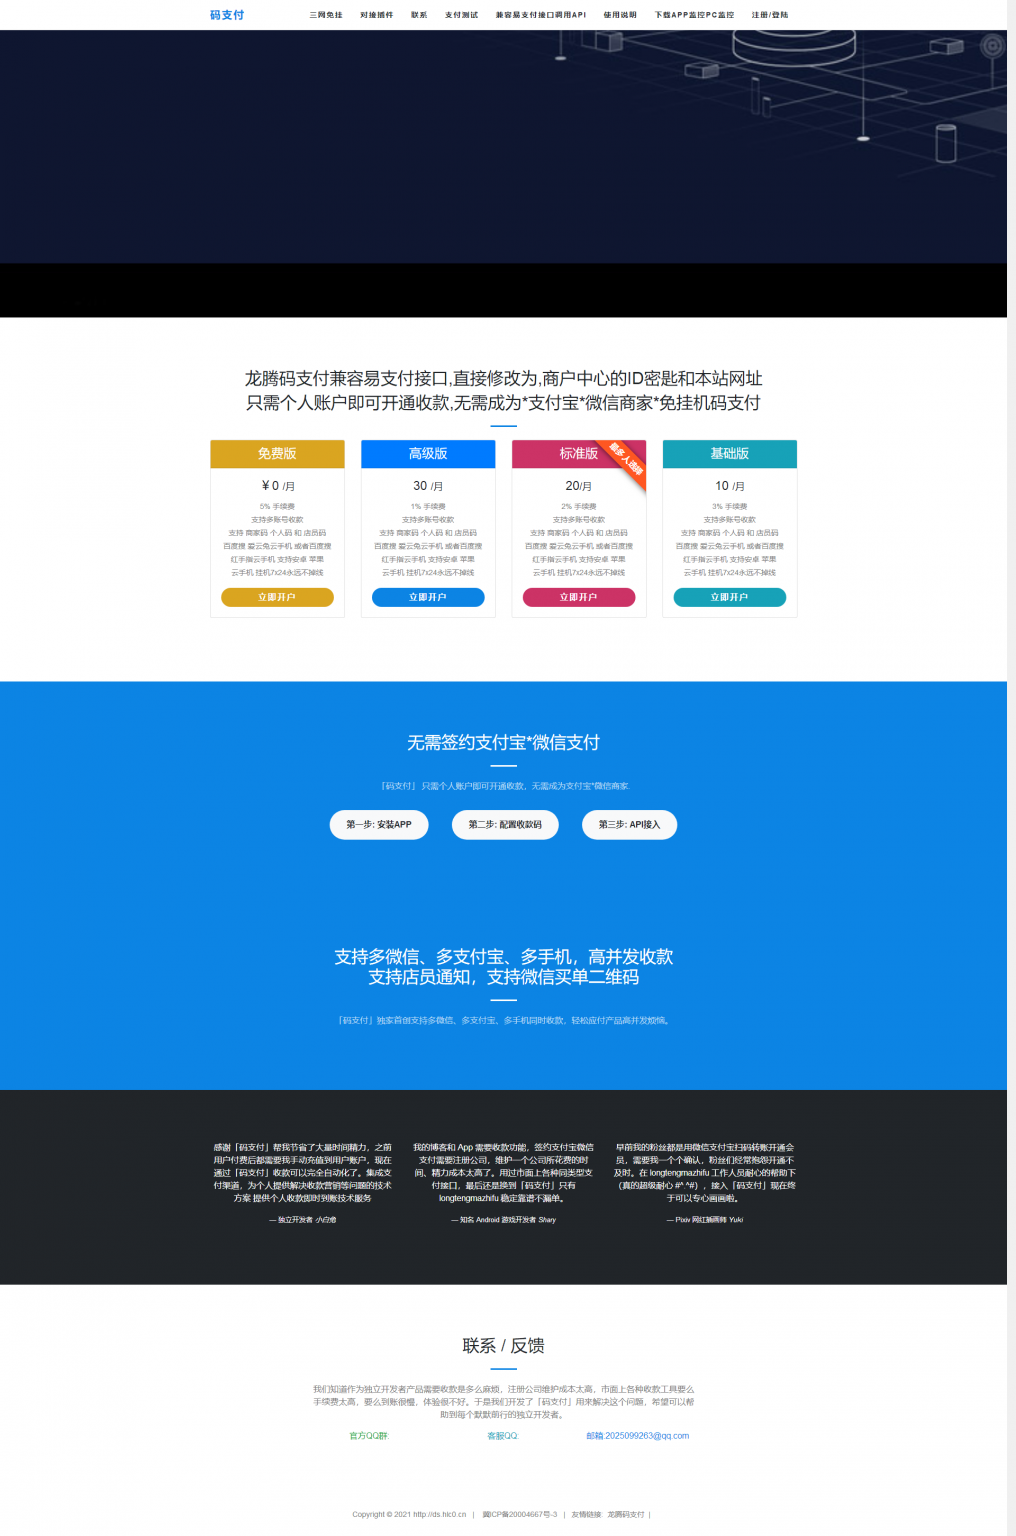 码支付
三网免挂 对接插件 联系 支付测试 兼容易支付接口调用API 使用说明 下载APP监控PC监控 注册/登陆
龙腾码支付兼容易支付接口,直接修改为,商户中心的ID密匙和本站网址
只需个人账户即可开通收款,无需成为*支付宝*微信商家*免挂机码支付
免费版
¥ 0 /月
5% 手续费
支持多账号收款
支持 商家码 个人码 和 店员码
百度搜 爱云兔云手机 或者百度搜
红手指云手机 支持安卓 苹果
云手机 挂机7x24永远不掉线
立即开户
高级版
30 /月
1% 手续费
支持多账号收款
支持 商家码 个人码 和 店员码
百度搜 爱云兔云手机 或者百度搜
红手指云手机 支持安卓 苹果
云手机 挂机7x24永远不掉线
立即开户
标准版
最多人选择
20/月
2% 手续费
支持多账号收款
支持 商家码 个人码 和 店员码
百度搜 爱云兔云手机 或者百度搜
红手指云手机 支持安卓 苹果
云手机 挂机7x24永远不掉线
立即开户
基础版
10 /月
3% 手续费
支持多账号收款
支持 商家码 个人码 和 店员码
百度搜 爱云兔云手机 或者百度搜
红手指云手机 支持安卓 苹果
云手机 挂机7x24永远不掉线
立即开户
无需签约支付宝*微信支付
「码支付」 只需个人账户即可开通收款，无需成为支付宝*微信商家
第一步: 安装APP
第二步: 配置收款码
第三步: API接入
支持多微信、多支付宝、多手机，高并发收款
支持店员通知，支持微信买单二维码
「码支付」独家首创支持多微信、多支付宝、多手机同时收款，轻松应付产品高并发烦恼。
感谢「码支付」帮我节省了大量时间精力，之前
用户付费后都需要我手动充值到用户账户，现在
通过「码支付」收款可以完全自动化了。集成支
付渠道，为个人提供解决收款营销等问题的技术
方案 提供个人收款即时到账技术服务
— 独立开发者 小白兔
我的博客和 App 需要收款功能，签约支付宝微信
支付需要注册公司，维护一个公司所花费的时
间、精力成本太高了。用过市面上各种同类型支
付接口，最后还是换到「码支付」只有
longtengmazhifu 稳定靠谱不漏单。
— 知名 Android 游戏开发者 Shary
早前我的粉丝都是用微信支付宝扫码转账开通会
员，需要我一个个确认，粉丝们经常抱怨开通不
及时。在 longtengmazhifu 工作人员耐心的帮助下
（真的超级耐心 #^.^#），接入「码支付」现在终
于可以专心画画啦。
— Pixiv 网红插画师 Yuki
联系 / 反馈
我们知道作为独立开发者产品需要收款是多么麻烦，注册公司维护成本太高，市面上各种收款工具要么
手续费太高，要么到账很慢，体验很不好。于是我们开发了「码支付」用来解决这个问题，希望可以帮
助到每个默默前行的独立开发者。
官方QQ群:
客服QQ:
邮箱:2025099263@qq.com
Copyright © 2021 http://ds.hlc0.cn | 冀ICP备20004667号-3 | 友情链接 龙腾码支付 |